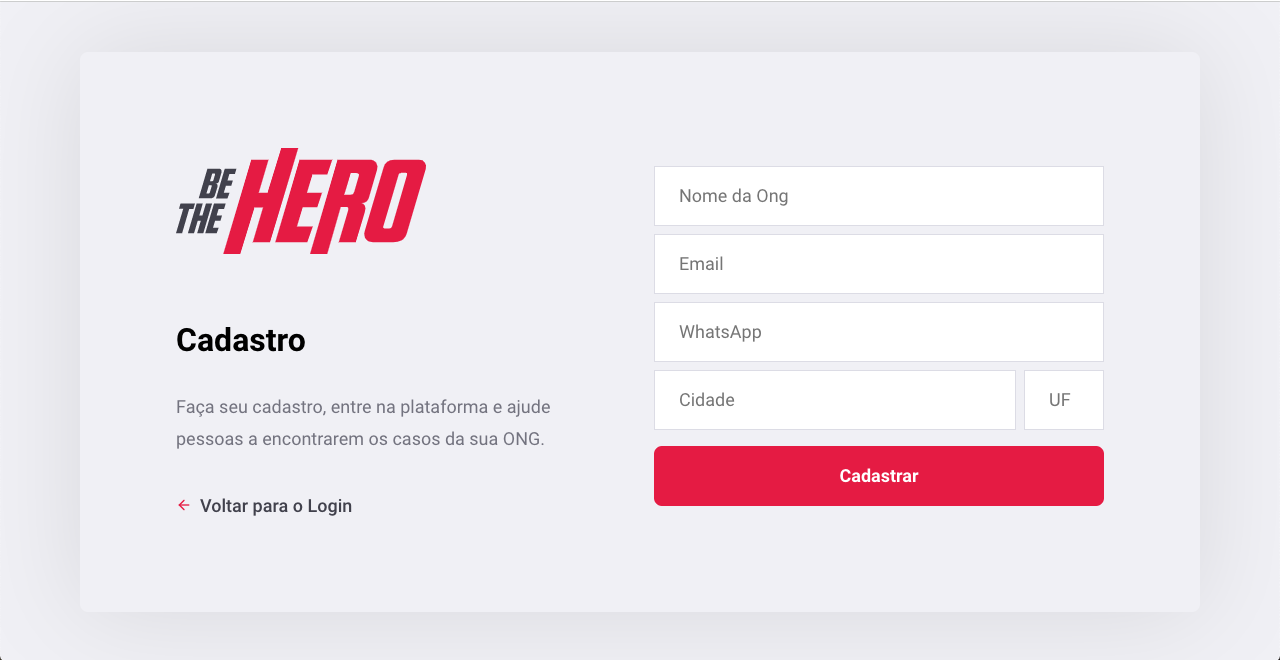 BE
THE HERO
Cadastro
Faça seu cadastro, entre na plataforma e ajude
pessoas a encontrarem os casos da sua ONG.
Voltar para o Login
Nome da Ong
Email
WhatsApp
Cidade UF
Cadastrar